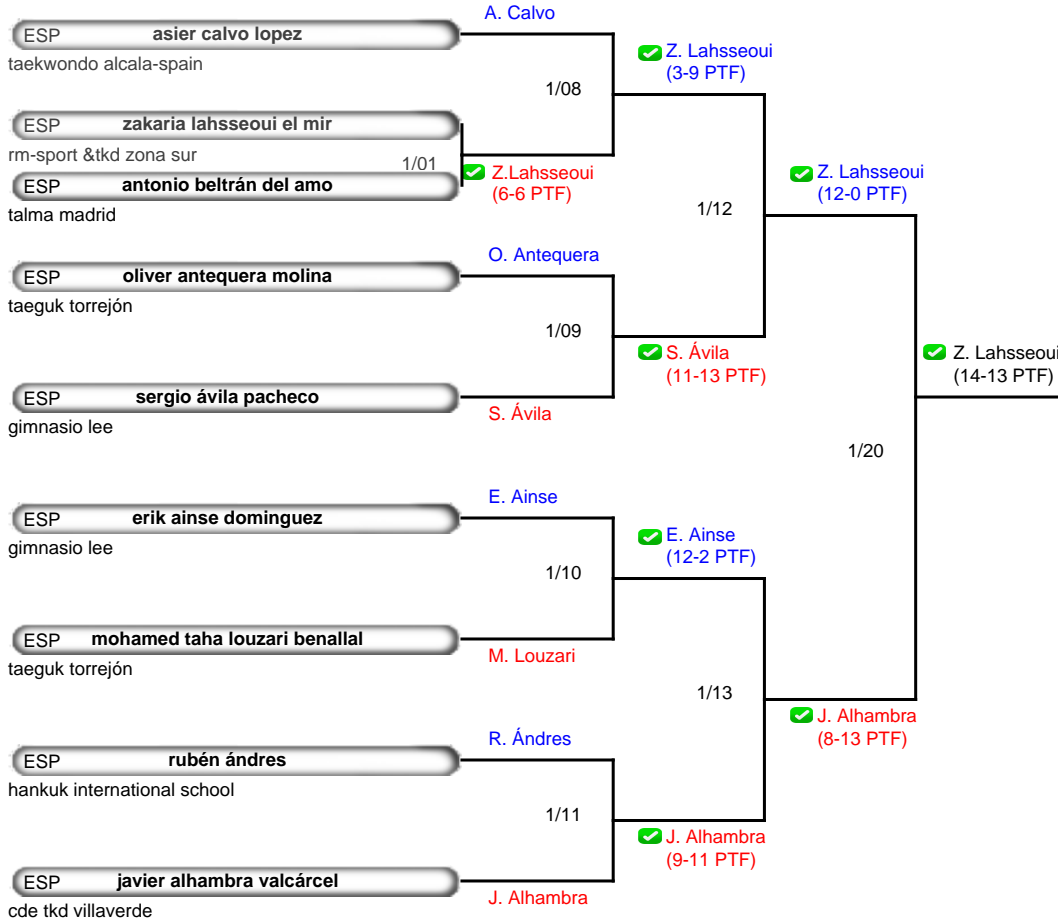 A. Calvo
ESP asier calvo lopez
taekwondo alcala-spain
Z. Lahsseoui
(3-9 PTF)
1/08
ESP zakaria lahsseoui el mir
rm-sport &tkd zona sur
1/01
Z.Lahsseoui
(6-6 PTF)
ESP antonio beltrán del amo
talma madrid
Z. Lahsseoui
(12-0 PTF)
1/12
O. Antequera
ESP oliver antequera molina
taeguk torrejón
1/09
S. Ávila
(11-13 PTF)
Z. Lahsseoui
(14-13 PTF)
ESP sergio ávila pacheco
gimnasio lee
S. Ávila
1/20
E. Ainse
ESP erik ainse dominguez
gimnasio lee
E. Ainse
(12-2 PTF)
1/10
ESP mohamed taha louzari benallal
taeguk torrejón
M. Louzari
1/13
J. Alhambra
(8-13 PTF)
R. Ándres
ESP rubén ándres
hankuk international school
1/11
J. Alhambra
(9-11 PTF)
ESP javier alhambra valcárcel
cde tkd villaverde
J. Alhambra